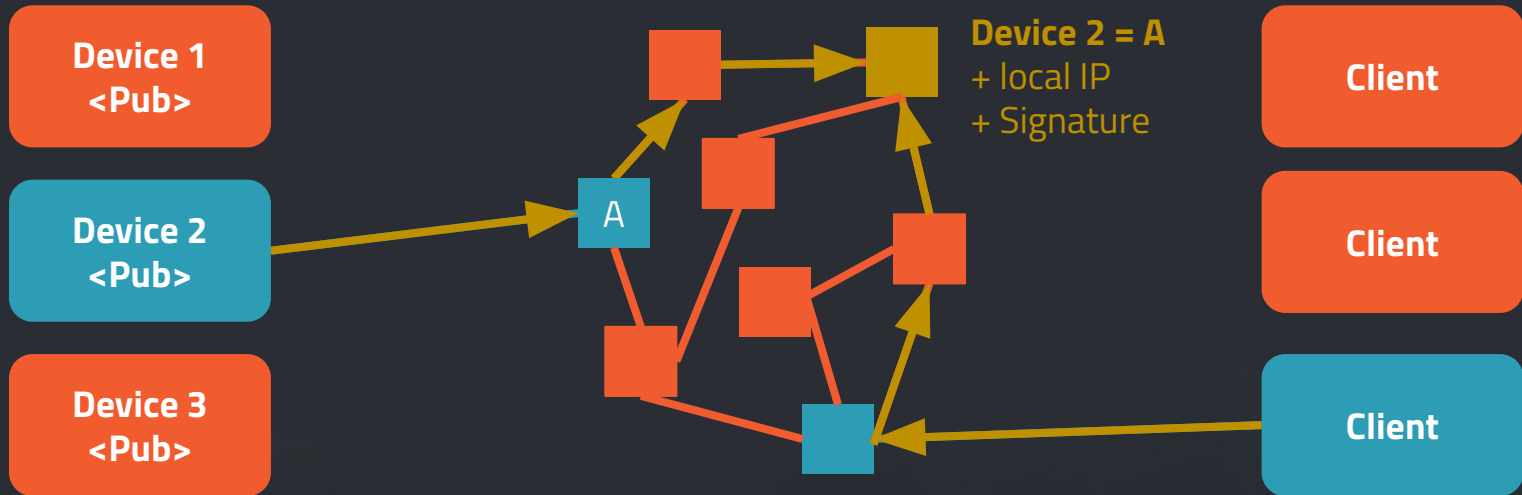 Device 1
<Pub>
Device 2
<Pub>
Device 3
<Pub>
A
Device 2 = A
+ local IP
+ Signature
Client
Client
Client